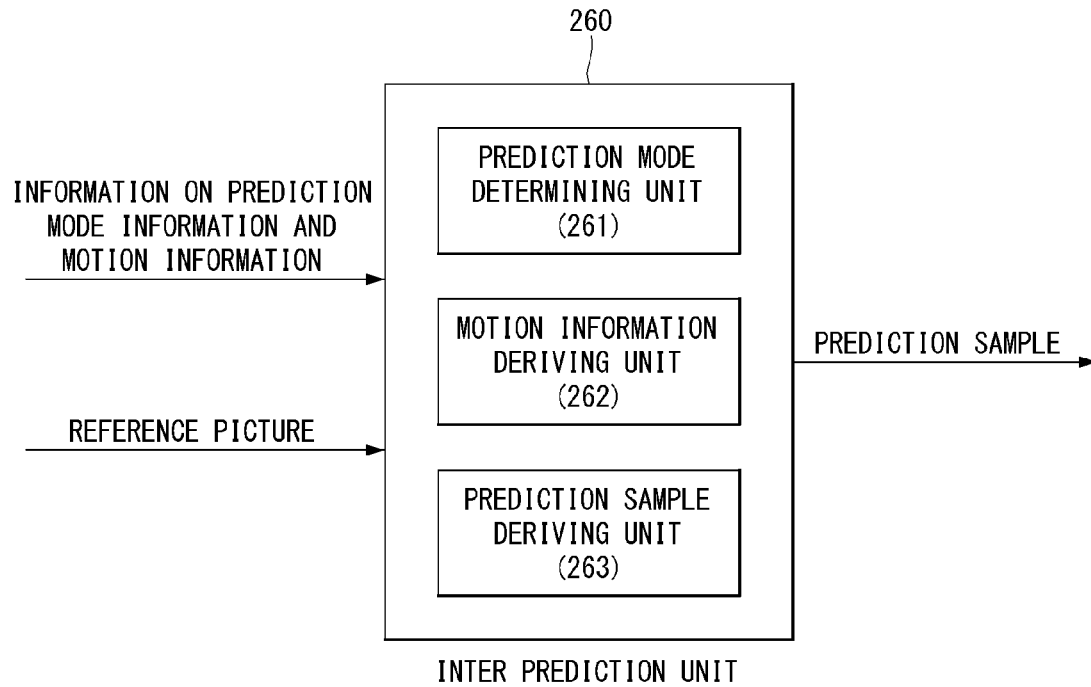 260
PREDICTION MODE
DETERMINING UNIT
(261)
INFORMATION ON PREDICTION
MODE INFORMATION AND
MOTION INFORMATION
MOTION INFORMATION
DERIVING UNIT
(262)
PREDICTION SAMPLE
REFERENCE PICTURE
PREDICTION SAMPLE
DERIVING UNIT
(263)
INTER PREDICTION UNIT